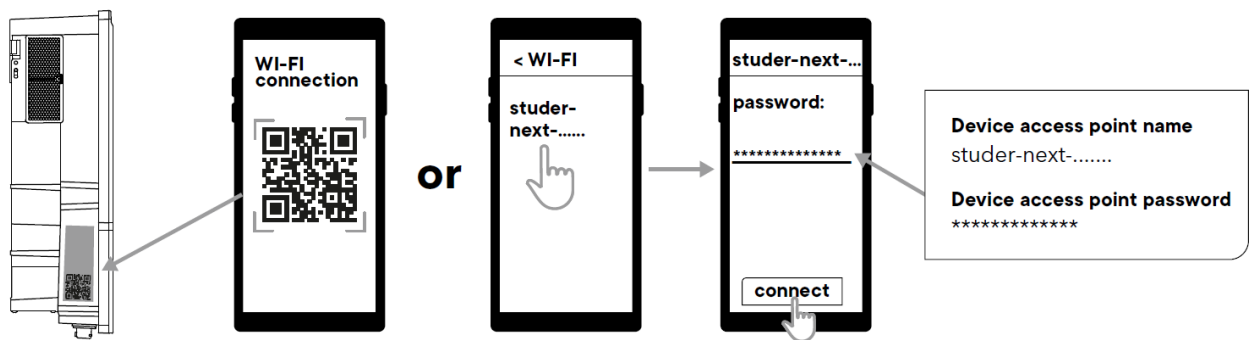 WI-FI
connection
or
< WI-FI
studer-
next-......
studer-next-...
password:
**************
connect
Device access point name
studer-next-.......
Device access point password
*************